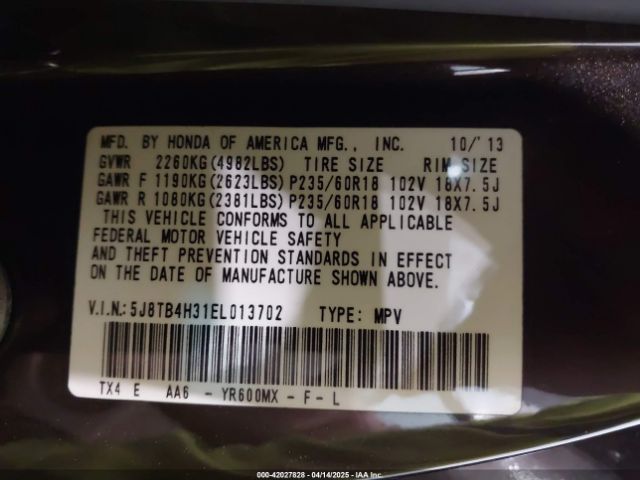 MFD. BY HONDA OF AMERICA MFG., INC. 10/'13
GVWR 2260KG(4982LBS) TIRE SIZE RIM SIZE
GAWR F 1190KG(2623LBS) P235/60R18 102V 18X7.5J
GAWR R 1080KG(2381LBS) P235/60R18 102V 18X7.5J
THIS VEHICLE CONFORMS TO ALL APPLICABLE
FEDERAL MOTOR VEHICLE SAFETY
AND THEFT PREVENTION STANDARDS IN EFFECT
ON THE DATE OF MANUFACTURE SHOWN ABOVE.
V.I.N.: 5J8TB4H31EL013702 TYPE: MPV
TX4 E AA6 - YR600MX - F - L
000-42027828 - 04/14/2025 - IAA Inc.